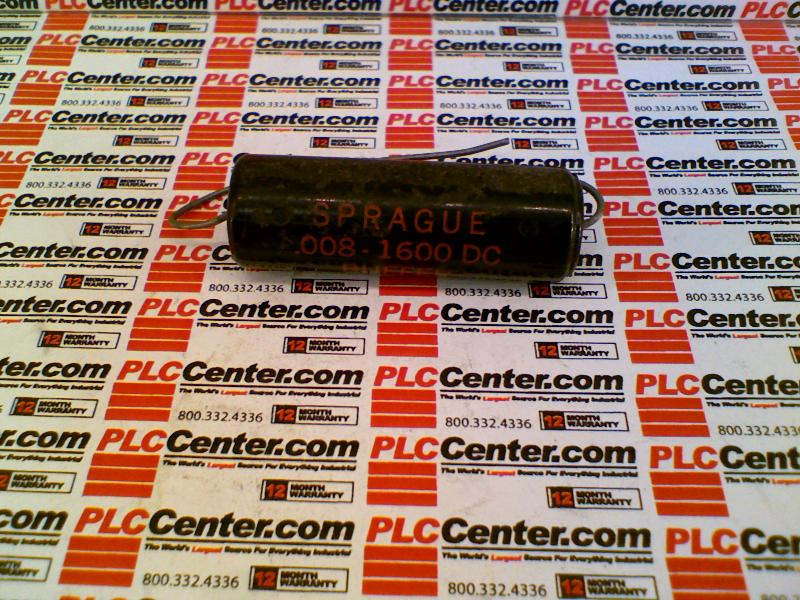 SPRAGUE
.008-1600 DC
PLCCenter.com
The World's Largest Source For Everything Industrial
800.332.4336
12 MONTH WARRANTY